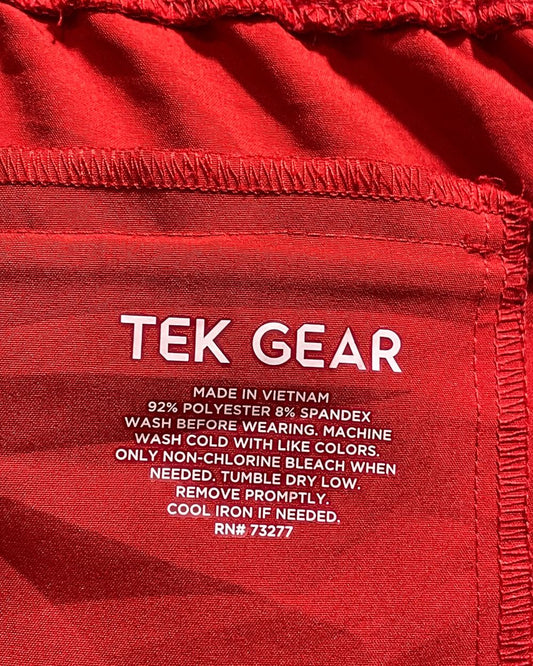 TEK GEAR
MADE IN VIETNAM
92% POLYESTER 8% SPANDEX
WASH BEFORE WEARING. MACHINE
WASH COLD WITH LIKE COLORS.
ONLY NON-CHLORINE BLEACH WHEN
NEEDED. TUMBLE DRY LOW.
REMOVE PROMPTLY.
COOL IRON IF NEEDED.
RN# 73277